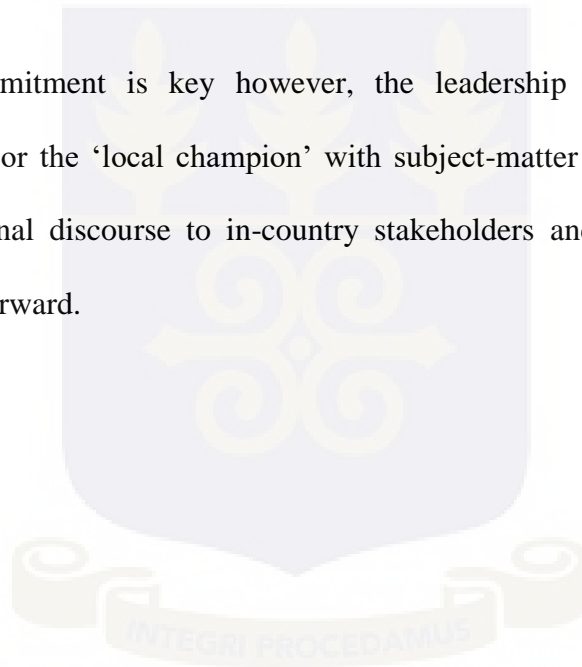 mitment is key however, the leadership
or the ‘local champion’ with subject-matter
nal discourse to in-country stakeholders and
rward.
INTEGRI PROCEDAMUS